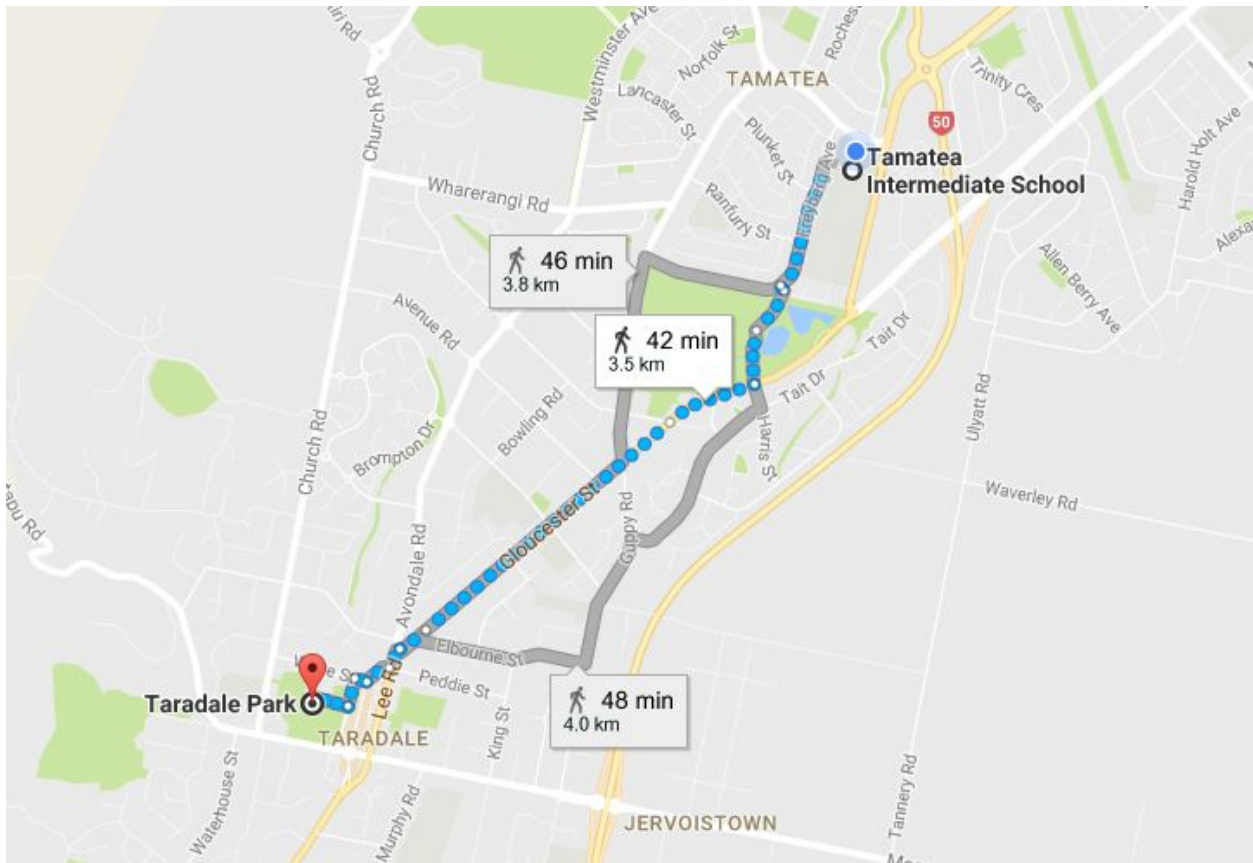 Westminster Ave
Norfolk St
TAMATEA
Trinity Cres
Church Rd
Lancaster St
50
Plunket St
Harold Holt Ave
Tamatea
Intermediate School
Freyberg Ave
Wharerangi Rd
Ranfurly St
46 min
3.8 km
Allen Berry Ave
Avenue Rd
42 min
3.5 km
Tait Dr
Tait Dr
Ulyatt Rd
Bowling Rd
Harris St
Brompton Dr
Church Rd
Waverley Rd
Gloucester St
Guppy Rd
Avondale Rd
Elbourne St
Peddie St
Lee Rd
Taradale Park
48 min
4.0 km
King St
TARADALE
Waterhouse St
Murphy Rd
Tannery Rd
JERVOISTOWN